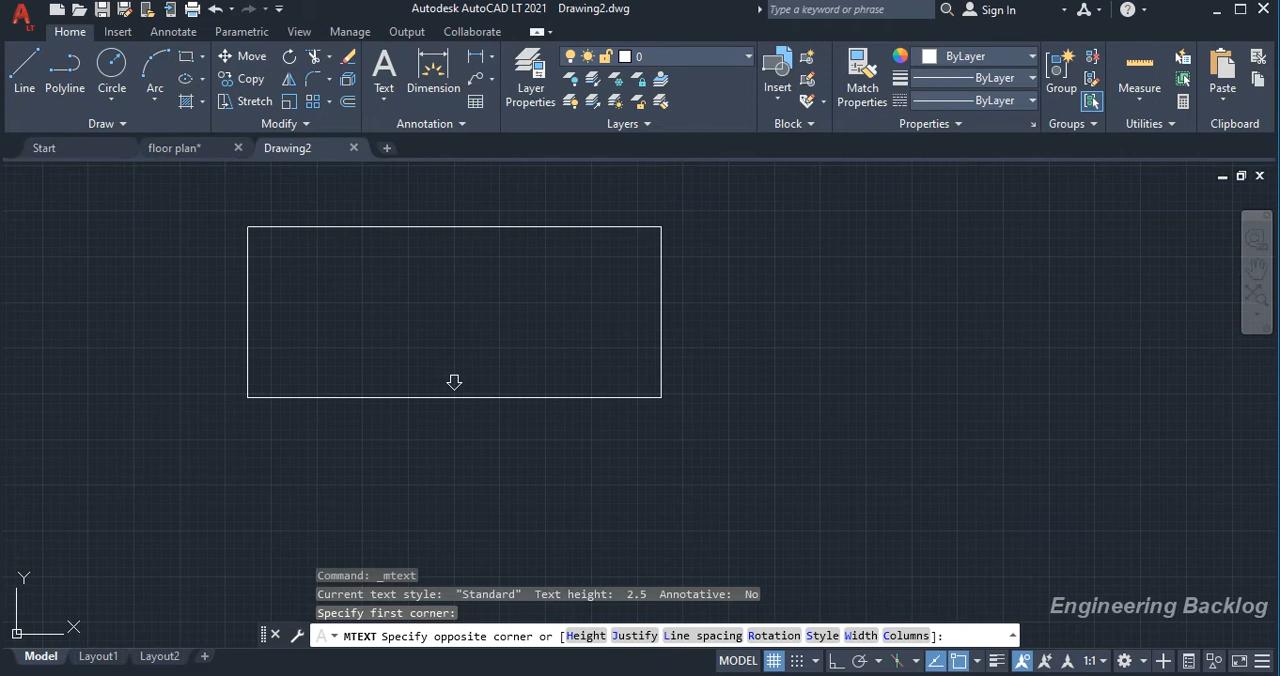 Autodesk AutoCAD LT 2021 Drawing2.dwg
Type a keyword or phrase
Sign In
LT
Home Insert Annotate Parametric View Manage Output Collaborate
Line
Polyline
Circle
Arc
Draw
Move
Copy
Stretch
Modify
Text
Dimension
Annotation
Layer
Properties
0
Layers
Insert
Block
Match
Properties
ByLayer
ByLayer
ByLayer
Properties
Group
Groups
Measure
Utilities
Paste
Clipboard
Start floor plan* Drawing2
Command: _mtext
Current text style: "Standard" Text height: 2.5 Annotative: No
Specify first corner:
MTEXT Specify opposite corner or [Height Justify Line spacing Rotation Style Width Columns]:
Y
X
Engineering Backlog
Model Layout1 Layout2
MODEL
1:1